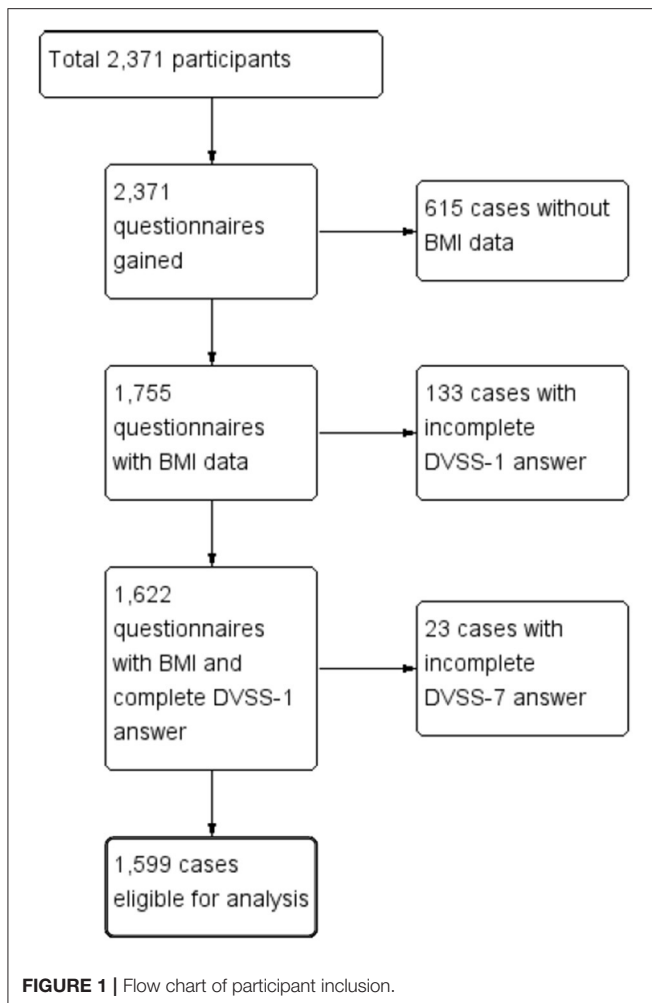 Total 2,371 participants
2,371
questionnaires
gained
615 cases without
BMI data
1,755
questionnaires
with BMI data
133 cases with
incomplete
DVSS-1 answer
1,622
questionnaires
with BMI and
complete DVSS-1
answer
23 cases with
incomplete
DVSS-7 answer
1,599 cases
eligible for analysis
FIGURE 1 | Flow chart of participant inclusion.